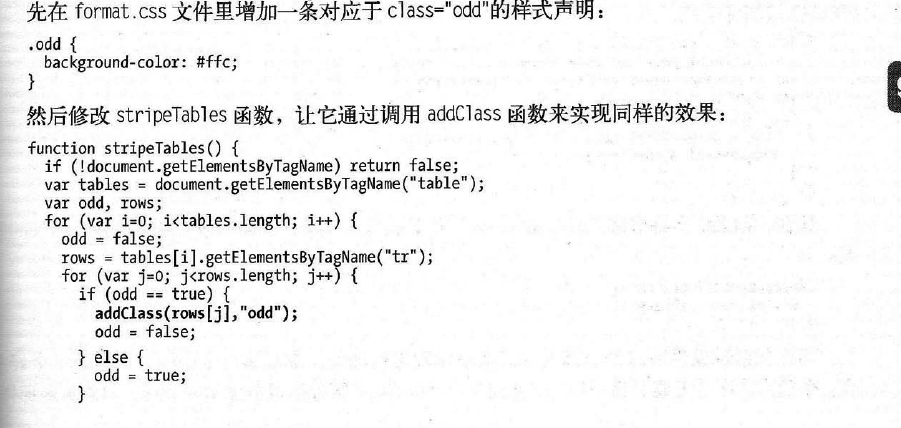 先在 format.css 文件里增加一条对应于 class="odd"的样式声明：
.odd {
  background-color: #ffc;
}
然后修改 stripeTables 函数，让它通过调用 addClass 函数来实现同样的效果：
function stripeTables() {
  if (!document.getElementsByTagName) return false;
  var tables = document.getElementsByTagName("table");
  var odd, rows;
  for (var i=0; i<tables.length; i++) {
    odd = false;
    rows = tables[i].getElementsByTagName("tr");
    for (var j=0; j<rows.length; j++) {
      if (odd == true) {
        addClass(rows[j],"odd");
        odd = false;
      } else {
        odd = true;
      }